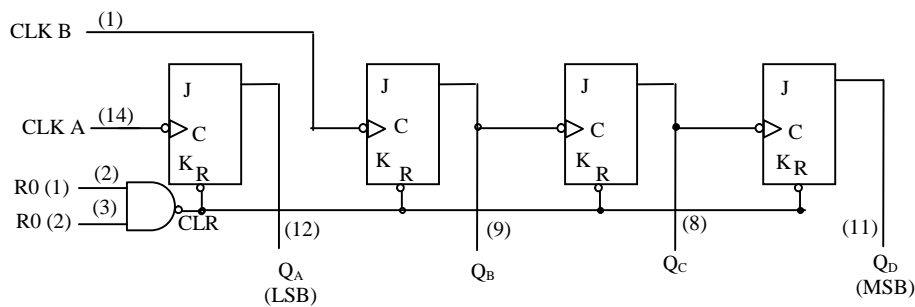 CLK B (1)
J J J J
CLK A (14) C C C C
K R K R K R K R
R0 (1) (2)
R0 (2) (3)
CLR
(12) (9) (8) (11)
QA QB QC QD
(LSB) (MSB)